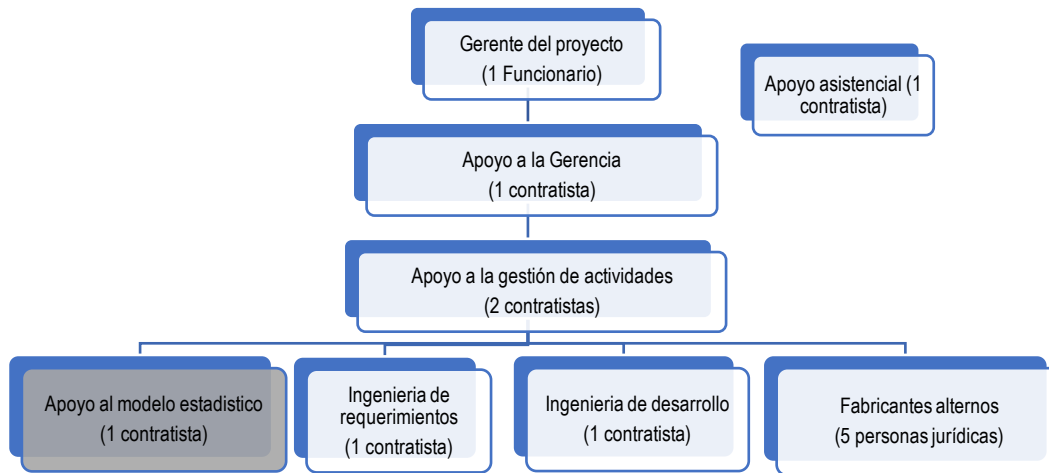 Gerente del proyecto
(1 Funcionario)
Apoyo asistencial (1
contratista)
Apoyo a la Gerencia
(1 contratista)
Apoyo a la gestión de actividades
(2 contratistas)
Apoyo al modelo estadistico
(1 contratista)
Ingenieria de
requerimientos
(1 contratista)
Ingenieria de desarrollo
(1 contratista)
Fabricantes alternos
(5 personas jurídicas)